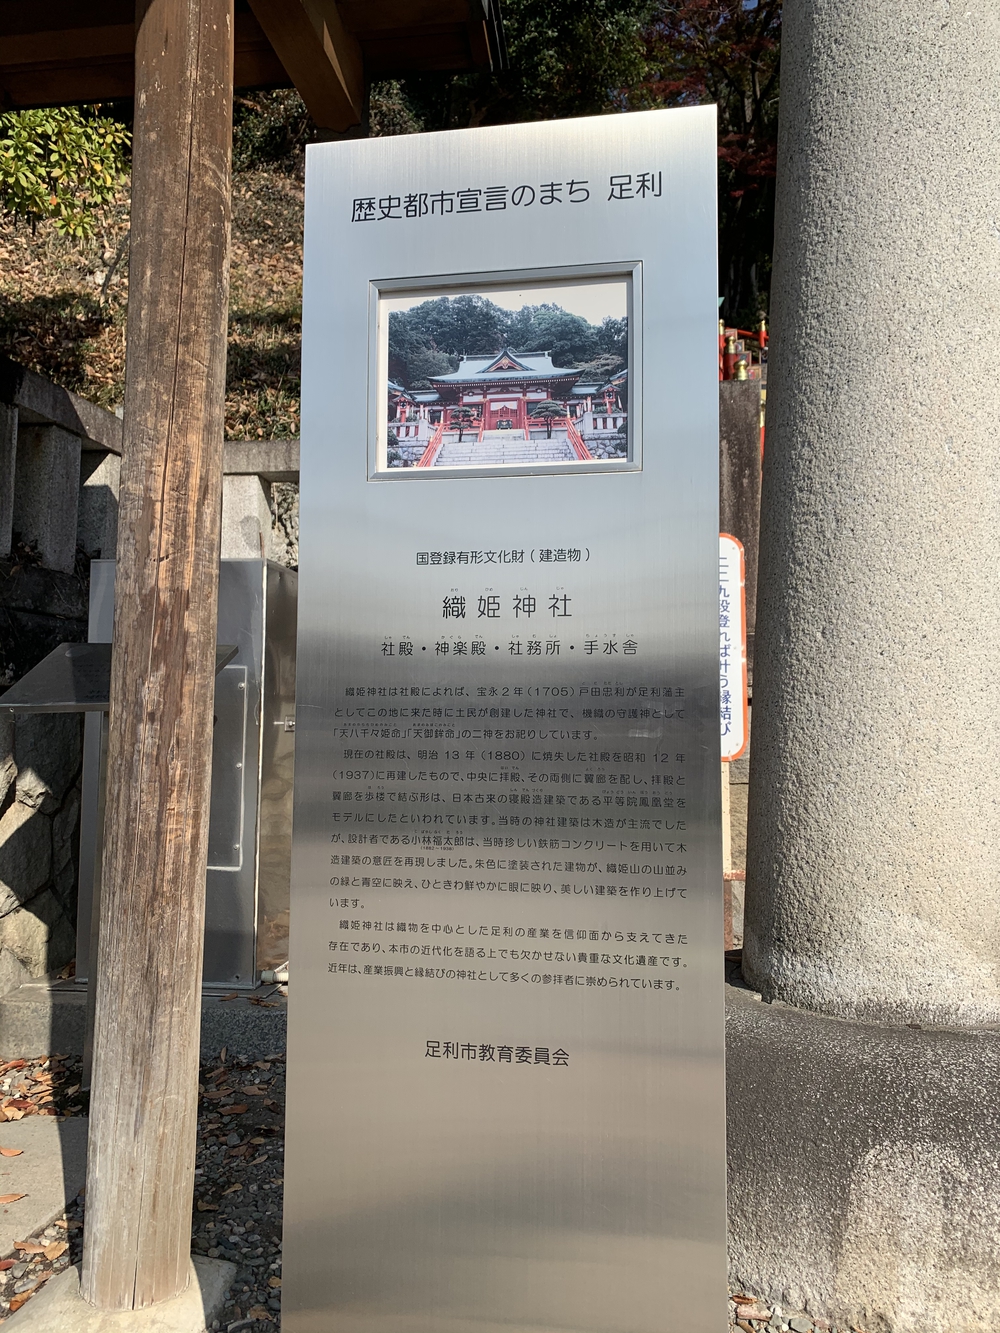 歴史都市宣言のまち 足利
国登録有形文化財(建造物)
織姫神社
社殿・神楽殿・社務所・手水舎
織姫神社は社殿によれば、宝永2年(1705)戸田忠利が足利藩主
としてこの地に来た時に土民が創建した神社で、機織の守護神として
「天八千々姫命」「天御鉾命」の二神をお祀りしています。
現在の社殿は、明治13年(1880)に焼失した社殿を昭和12年
(1937)に再建したもので、中央に拝殿、その両側に翼廊を配し、拝殿と
翼廊を歩楼で結ぶ形は、日本古来の寝殿造建築である平等院鳳凰堂を
モデルにしたといわれています。当時の神社建築は木造が主流でした
が、設計者である小林福太郎は、当時珍しい鉄筋コンクリートを用いて木
(1882~1938)
造建築の意匠を再現しました。朱色に塗装された建物が、織姫山の山並み
の緑と青空に映え、ひときわ鮮やかに眼に映り、美しい建築を作り上げて
います。
織姫神社は織物を中心とした足利の産業を信仰面から支えてきた
存在であり、本市の近代化を語る上でも欠かせない貴重な文化遺産です。
近年は、産業振興と縁結びの神社として多くの参拝者に崇められています。
足利市教育委員会
二二九段登れば叶う縁結び